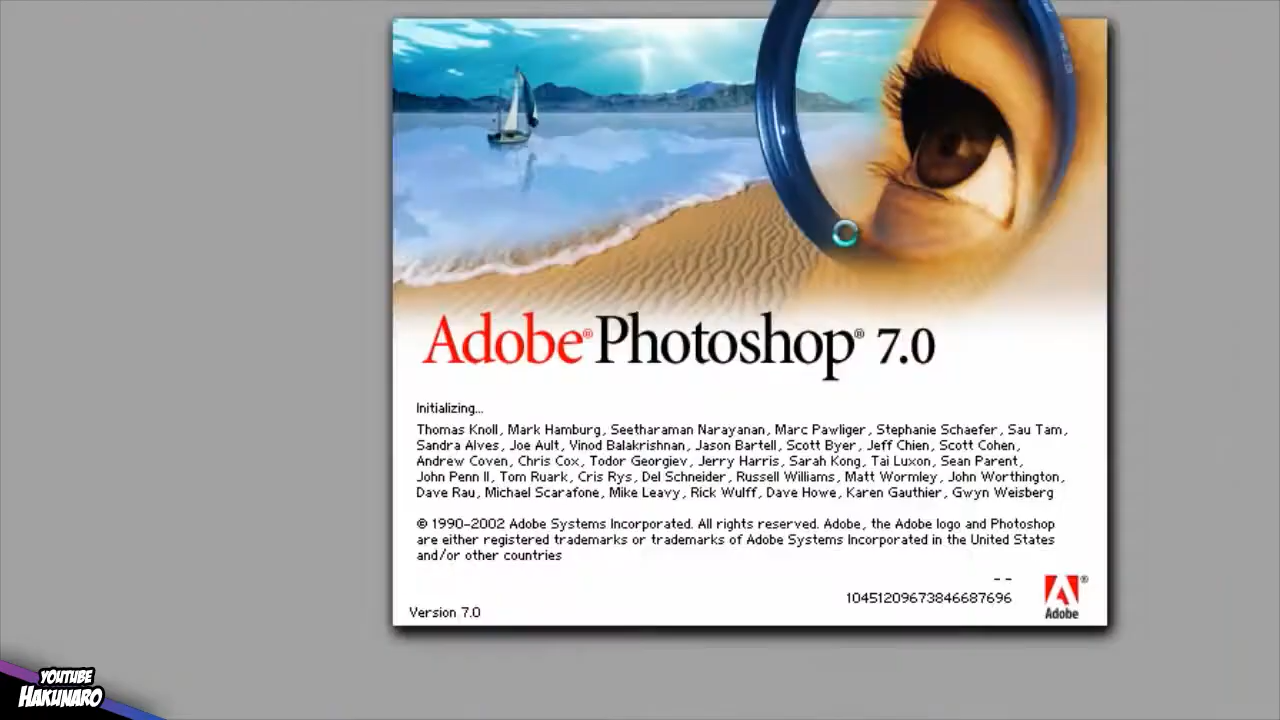 Adobe® Photoshop® 7.0
Initializing...
Thomas Knoll, Mark Hamburg, Seetharaman Narayanan, Marc Pawliger, Stephanie Schaefer, Sau Tam,
Sandra Alves, Joe Ault, Vinod Balakrishnan, Jason Bartell, Scott Byer, Jeff Chien, Scott Cohen,
Andrew Coven, Chris Cox, Todor Georgiev, Jerry Harris, Sarah Kong, Tai Luxon, Sean Parent,
John Penn II, Tom Ruark, Cris Rys, Del Schneider, Russell Williams, Matt Wormley, John Worthington,
Dave Rau, Michael Scarafone, Mike Leavy, Rick Wulff, Dave Howe, Karen Gauthier, Gwyn Weisberg
© 1990-2002 Adobe Systems Incorporated. All rights reserved. Adobe, the Adobe logo and Photoshop
are either registered trademarks or trademarks of Adobe Systems Incorporated in the United States
and/or other countries
- -
10451209673846687696
Adobe
®
Version 7.0
YOUTUBE
HAKUNARO